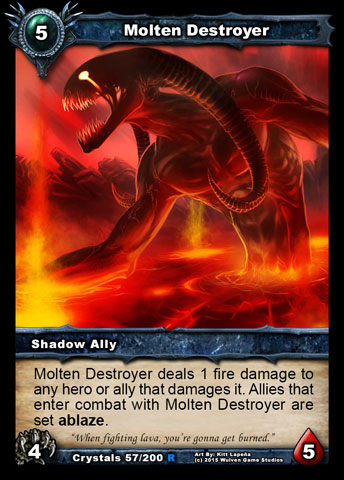 5
Molten Destroyer
Shadow Ally
Molten Destroyer deals 1 fire damage to
any hero or ally that damages it. Allies that
enter combat with Molten Destroyer are
set ablaze.
"When fighting lava, you're gonna get burned."
4
Crystals 57/200 R
Art By: Kitt Lapeña
(c) 2015 Wulven Game Studios
5